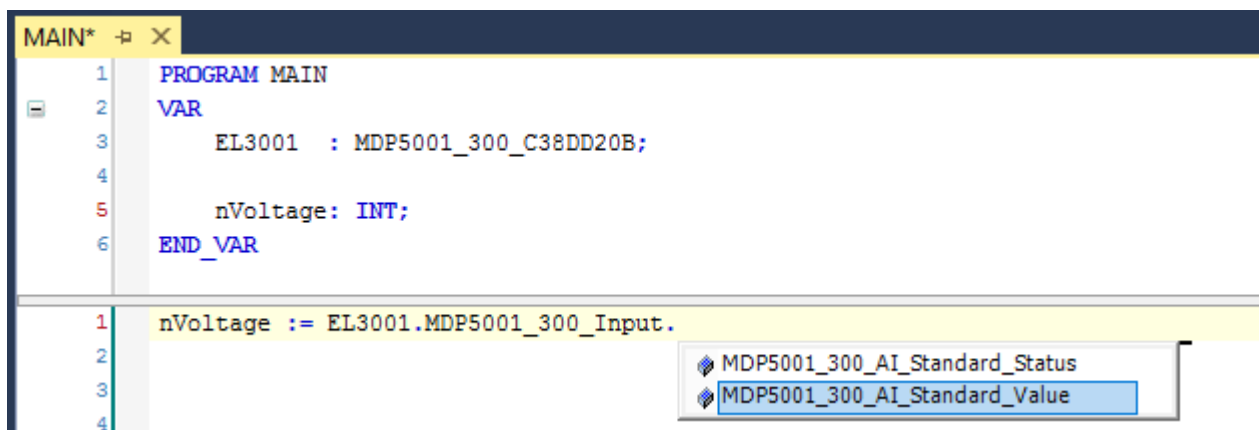 MAIN*
1 PROGRAM MAIN
2 VAR
3 EL3001 : MDP5001_300_C38DD20B;
4
5 nVoltage: INT;
6 END_VAR
1 nVoltage := EL3001.MDP5001_300_Input.
2 MDP5001_300_AI_Standard_Status
3 MDP5001_300_AI_Standard_Value
4